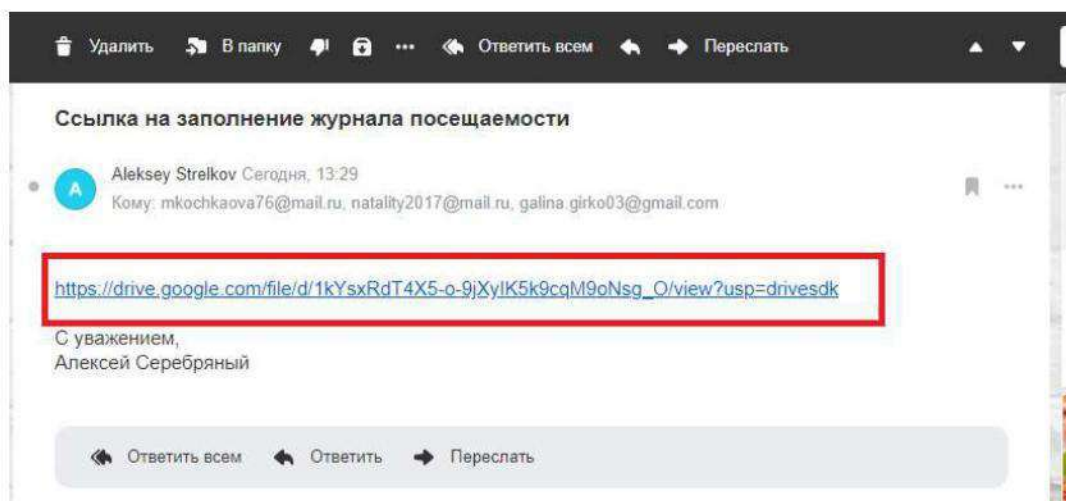 Удалить В папку ... Ответить всем Переслать
Ссылка на заполнение журнала посещаемости
A
Aleksey Strelkov Сегодня, 13:29
Кому: mkochkaova76@mail.ru, natality2017@mail.ru, galina.girko03@gmail.com
https://drive.google.com/file/d/1kYsxRdT4X5-o-9jXyIK5k9cqM9oNsg_O/view?usp=drivesdk
С уважением,
Алексей Серебряный
Ответить всем Ответить Переслать